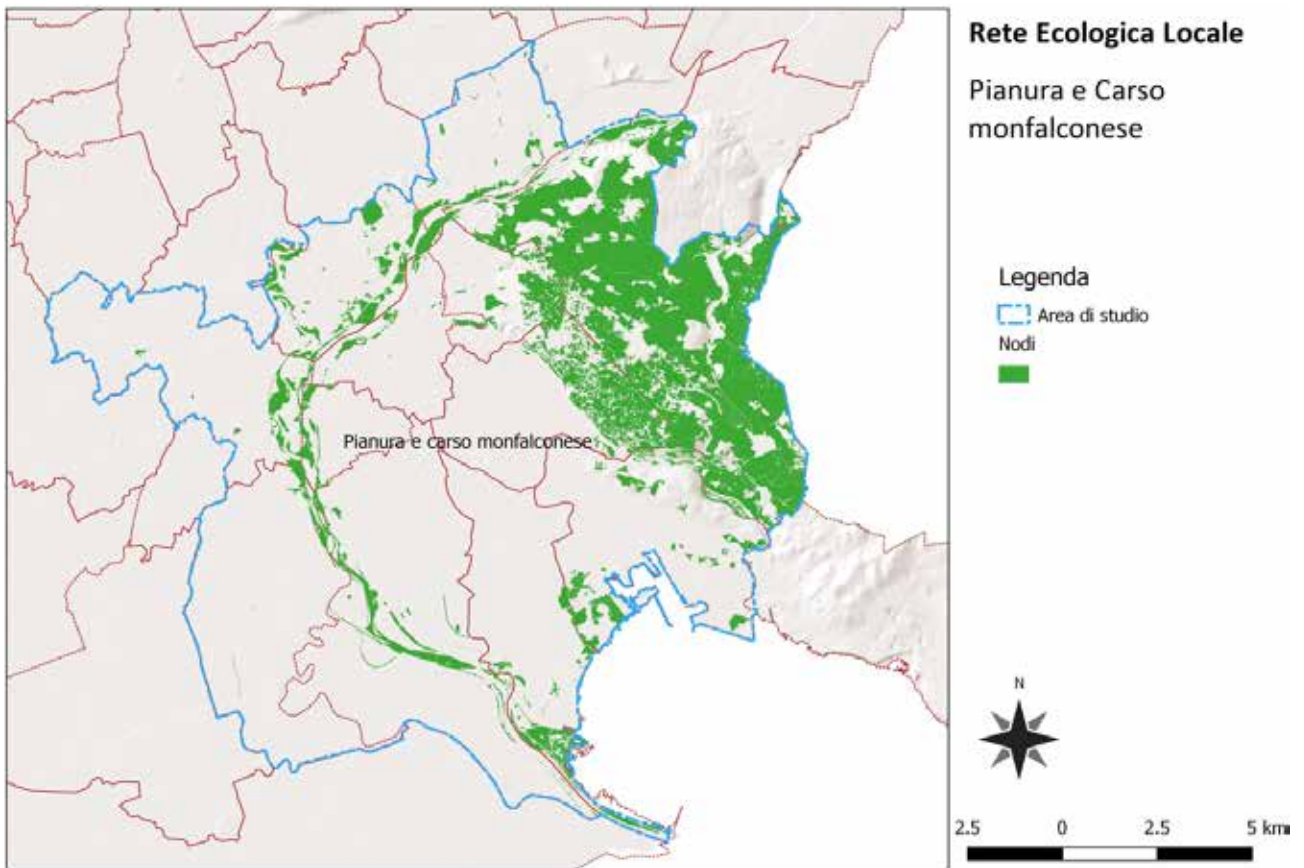 Rete Ecologica Locale
Pianura e Carso
monfalconese
Legenda
Area di studio
Nodi
Pianura e carso monfalconese
N
2.5 0 2.5 5 km